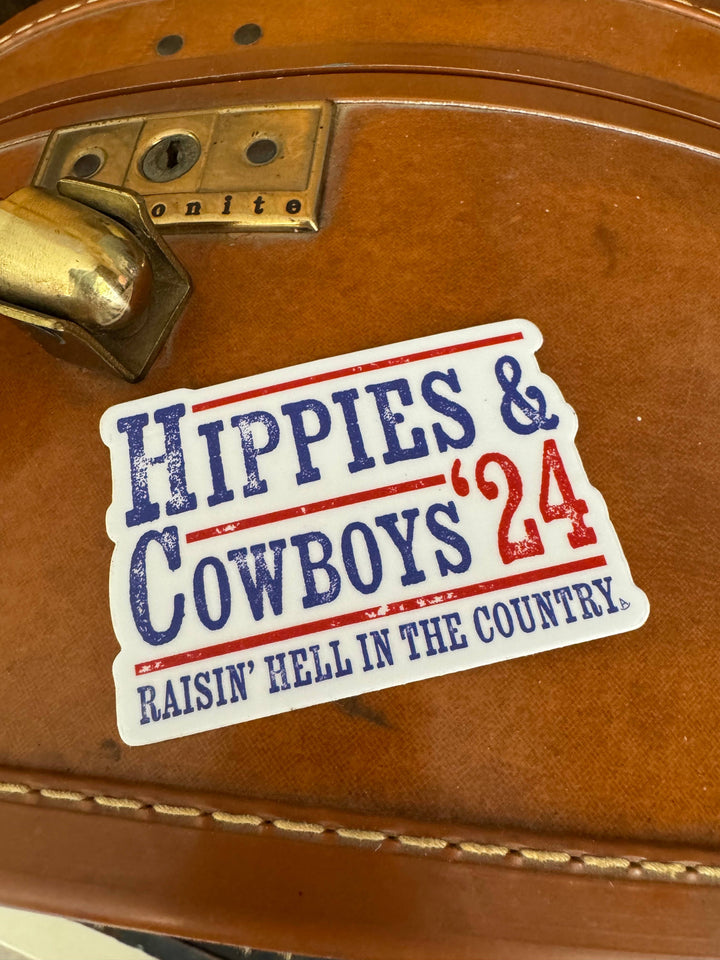 onite
HIPPIES &
COWBOYS '24
RAISIN' HELL IN THE COUNTRY